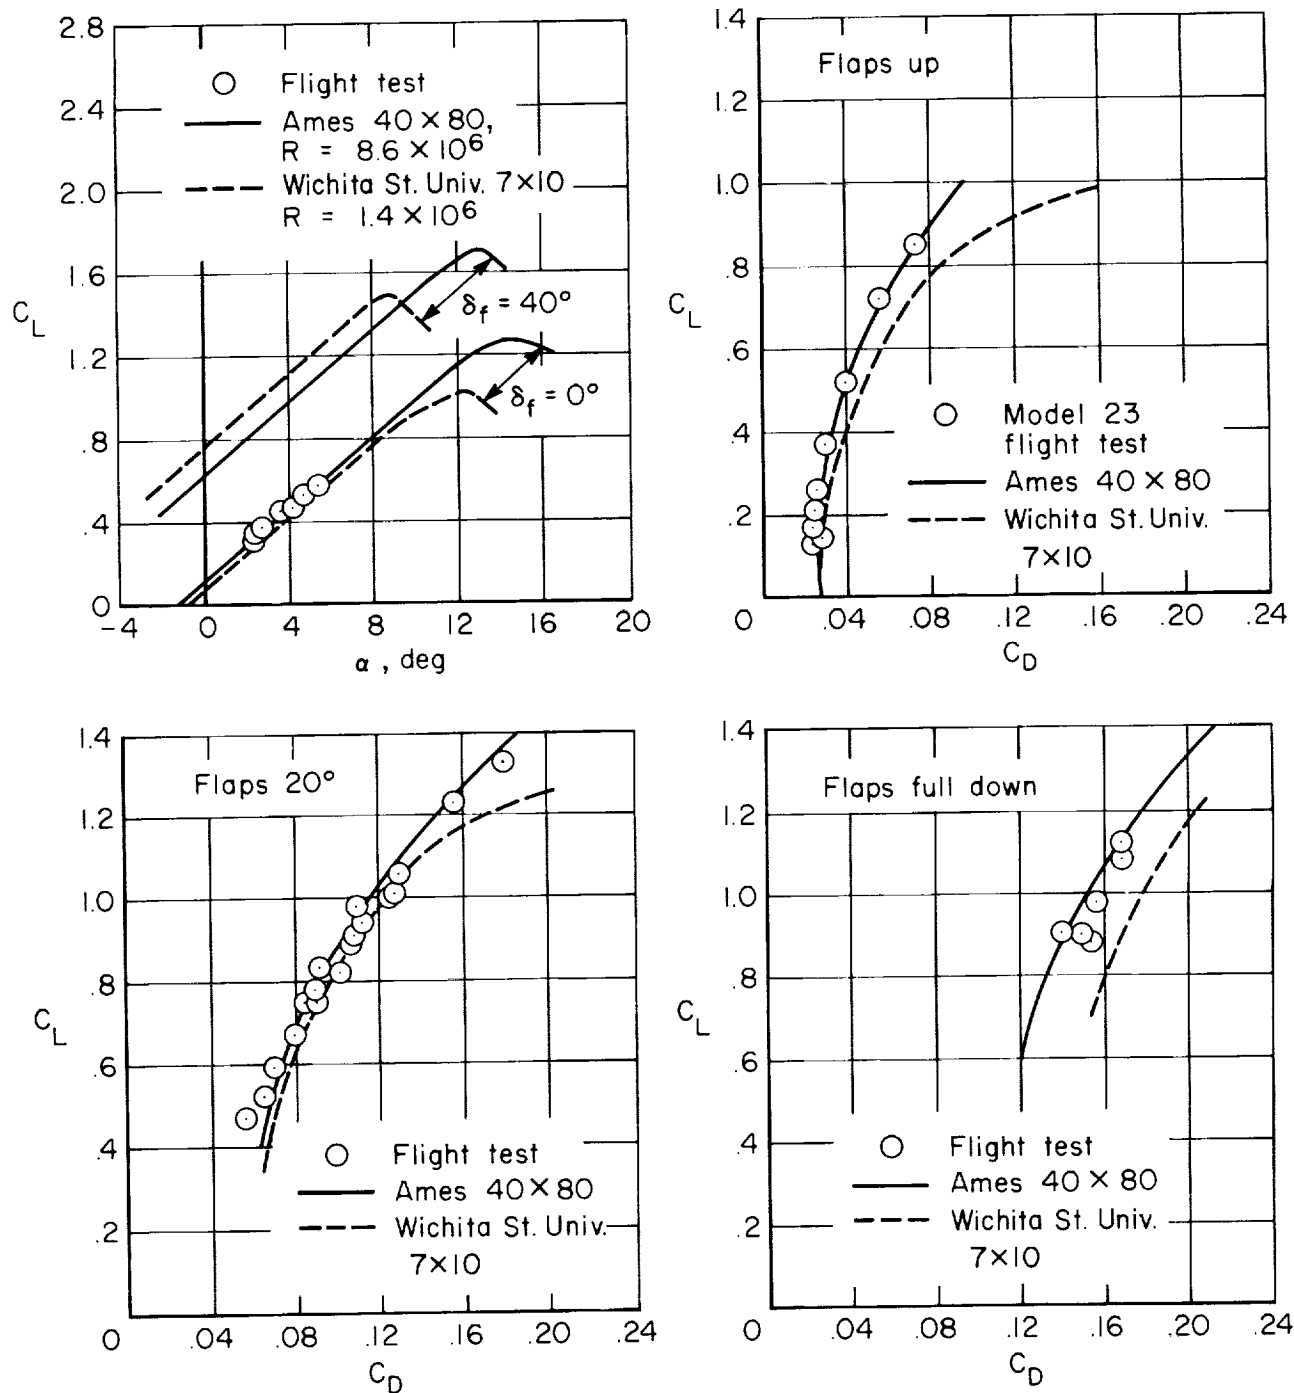 2.8
2.4
2.0
1.6
1.2
.8
.4
0
C_L
○ Flight test
Ames 40 × 80,
R = 8.6 × 10⁶
Wichita St. Univ. 7×10
R = 1.4 × 10⁶
δf = 40°
δf = 0°
-4 0 4 8 12 16 20
α, deg
1.4
1.2
1.0
.8
.6
.4
.2
0
C_L
Flaps up
Model 23
flight test
Ames 40 × 80
Wichita St. Univ.
7×10
.04 .08 .12 .16 .20 .24
C_D
1.4
1.2
1.0
.8
.6
.4
.2
0
C_L
Flaps 20°
Flight test
Ames 40 × 80
Wichita St. Univ.
7×10
.04 .08 .12 .16 .20 .24
C_D
1.4
1.2
1.0
.8
.6
.4
.2
0
C_L
Flaps full down
Flight test
Ames 40 × 80
Wichita St. Univ.
7×10
.04 .08 .12 .16 .20 .24
C_D